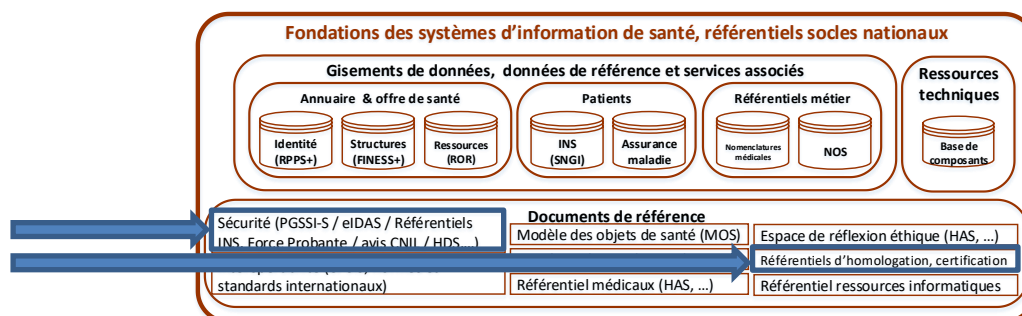 Fondations des systèmes d’information de santé, référentiels socles nationaux
Gisements de données, données de référence et services associés
Annuaire & offre de santé
Identité
(RPPS+)
Structures
(FINESS+)
Ressources
(ROR)
Patients
INS
(SNGI)
Assurance
maladie
Référentiels métier
Nomenclatures
médicales
NOS
Ressources
techniques
Base de
composants
Documents de référence
Sécurité (PGSSI-S / eIDAS / Référentiels
INS, Force Probante / avis CNIL / HDS,...)
standards internationaux)
Modèle des objets de santé (MOS)
Référentiel médicaux (HAS, ...)
Espace de réflexion éthique (HAS, ...)
Référentiels d’homologation, certification
Référentiel ressources informatiques